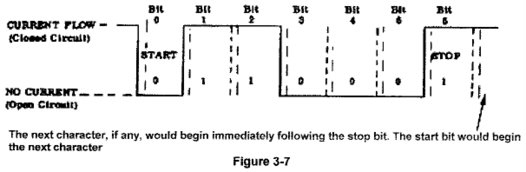 Bit Bit Bit Bit Bit Bit Bit
0 1 2 3 4 6 5
CURRENT FLOW
(Closed Circuit)
START STOP
0 1 1 0 0 0 1
NO CURRENT
(Open Circuit)
The next character, if any, would begin immediately following the stop bit. The start bit would begin
the next character
Figure 3-7